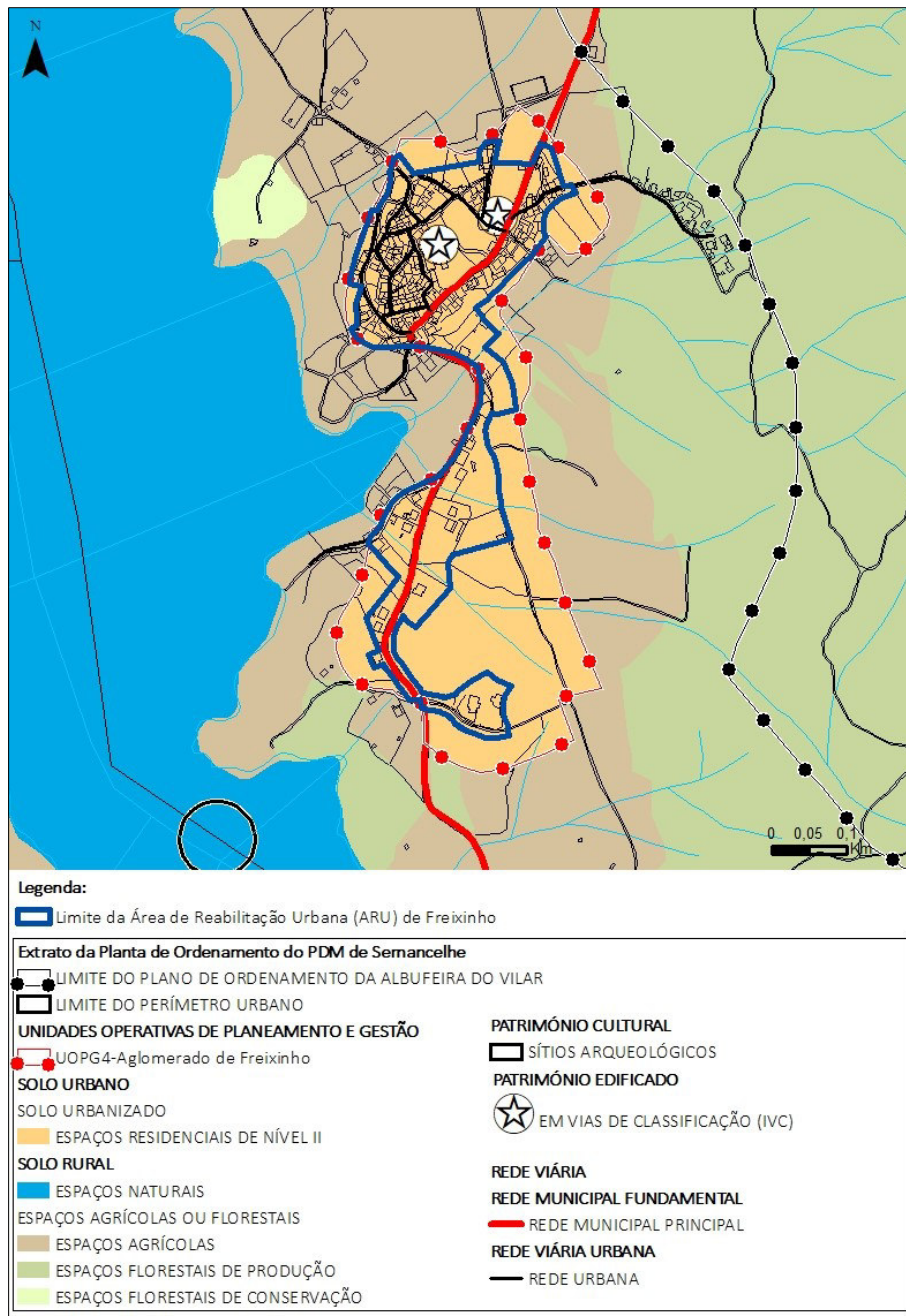 N
0 0,05 0,1
Km
Legenda:
Limite da Área de Reabilitação Urbana (ARU) de Freixinho
Extrato da Planta de Ordenamento do PDM de Sernancelhe
LIMITE DO PLANO DE ORDENAMENTO DA ALBUFEIRA DO VILAR
LIMITE DO PERÍMETRO URBANO
UNIDADES OPERATIVAS DE PLANEAMENTO E GESTÃO
UOPG4-Aglomerado de Freixinho
SOLO URBANO
SOLO URBANIZADO
ESPAÇOS RESIDENCIAIS DE NÍVEL II
SOLO RURAL
ESPAÇOS NATURAIS
ESPAÇOS AGRÍCOLAS OU FLORESTAIS
ESPAÇOS AGRÍCOLAS
ESPAÇOS FLORESTAIS DE PRODUÇÃO
ESPAÇOS FLORESTAIS DE CONSERVAÇÃO
PATRIMÓNIO CULTURAL
SÍTIOS ARQUEOLÓGICOS
PATRIMÓNIO EDIFICADO
EM VIAS DE CLASSIFICAÇÃO (IVC)
REDE VIÁRIA
REDE MUNICIPAL FUNDAMENTAL
REDE MUNICIPAL PRINCIPAL
REDE VIÁRIA URBANA
REDE URBANA